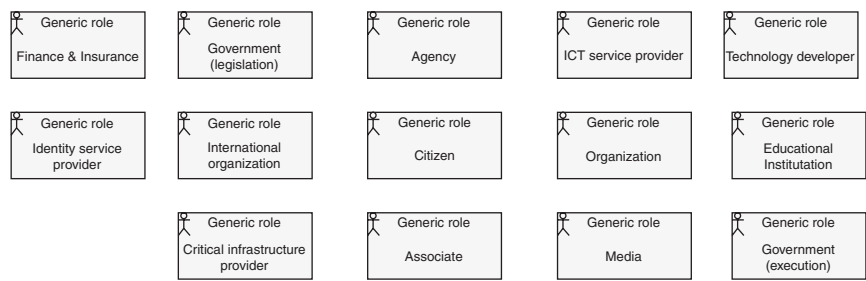 Generic role
Finance & Insurance
Generic role
Government
(legislation)
Generic role
Agency
Generic role
ICT service provider
Generic role
Technology developer
Generic role
Identity service
provider
Generic role
International
organization
Generic role
Citizen
Generic role
Organization
Generic role
Educational
Institutation
Generic role
Critical infrastructure
provider
Generic role
Associate
Generic role
Media
Generic role
Government
(execution)